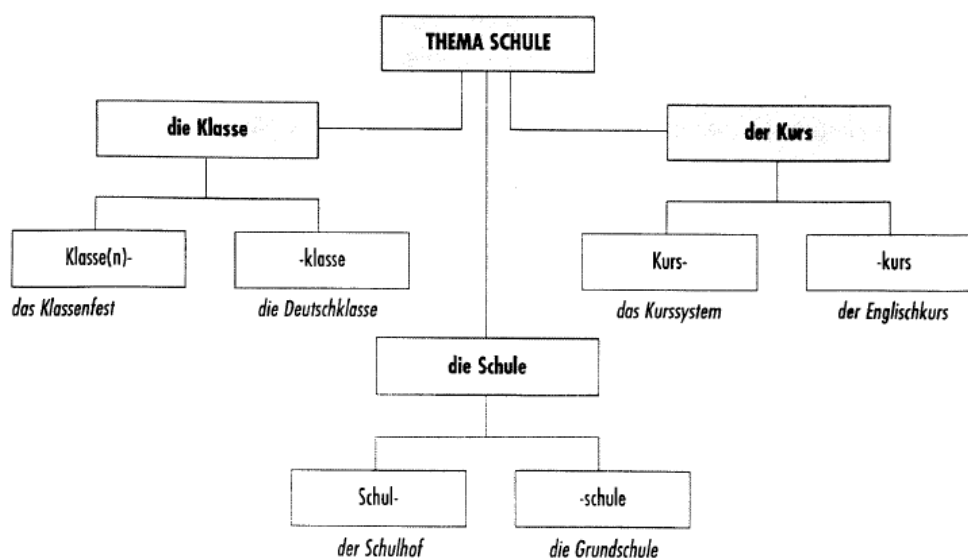 THEMA SCHULE
die Klasse
der Kurs
Klasse(n)-
-klasse
Kurs-
-kurs
das Klassenfest
die Deutschklasse
das Kurssystem
der Englischkurs
die Schule
Schul-
-schule
der Schulhof
die Grundschule